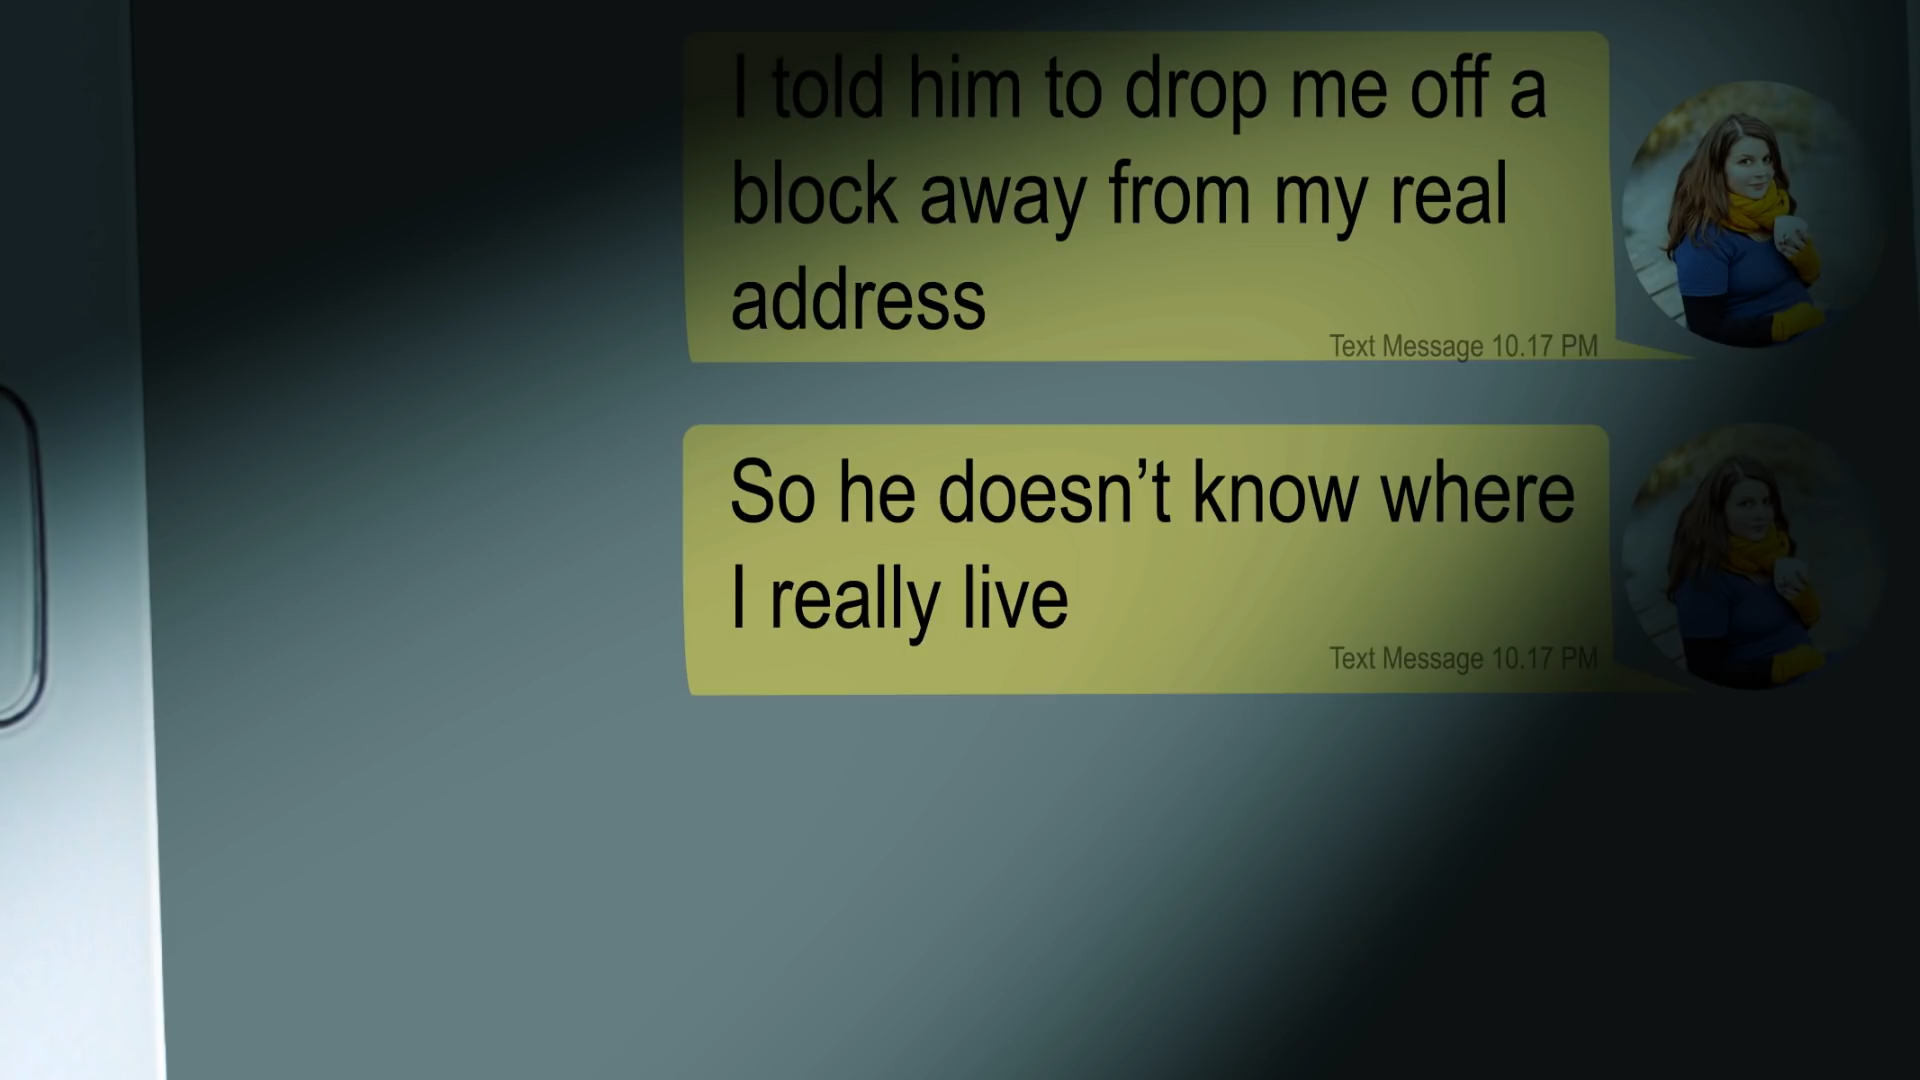 I told him to drop me off a
block away from my real
address
Text Message 10.17 PM
So he doesn’t know where
I really live
Text Message 10.17 PM